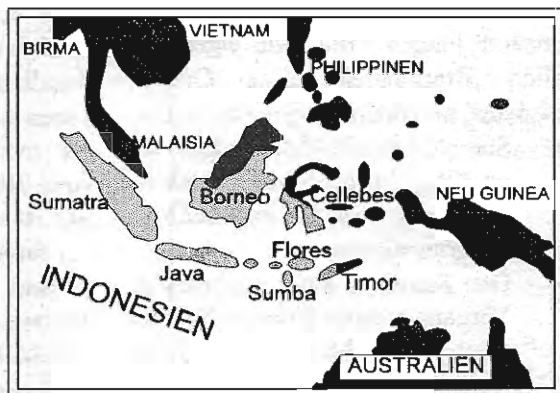 VIETNAM
BIRMA
PHILIPPINEN
MALAISIA
Sumatra
Borneo
Cellebes
NEU GUINEA
Java
Flores
Sumba
Timor
INDONESIEN
AUSTRALIEN